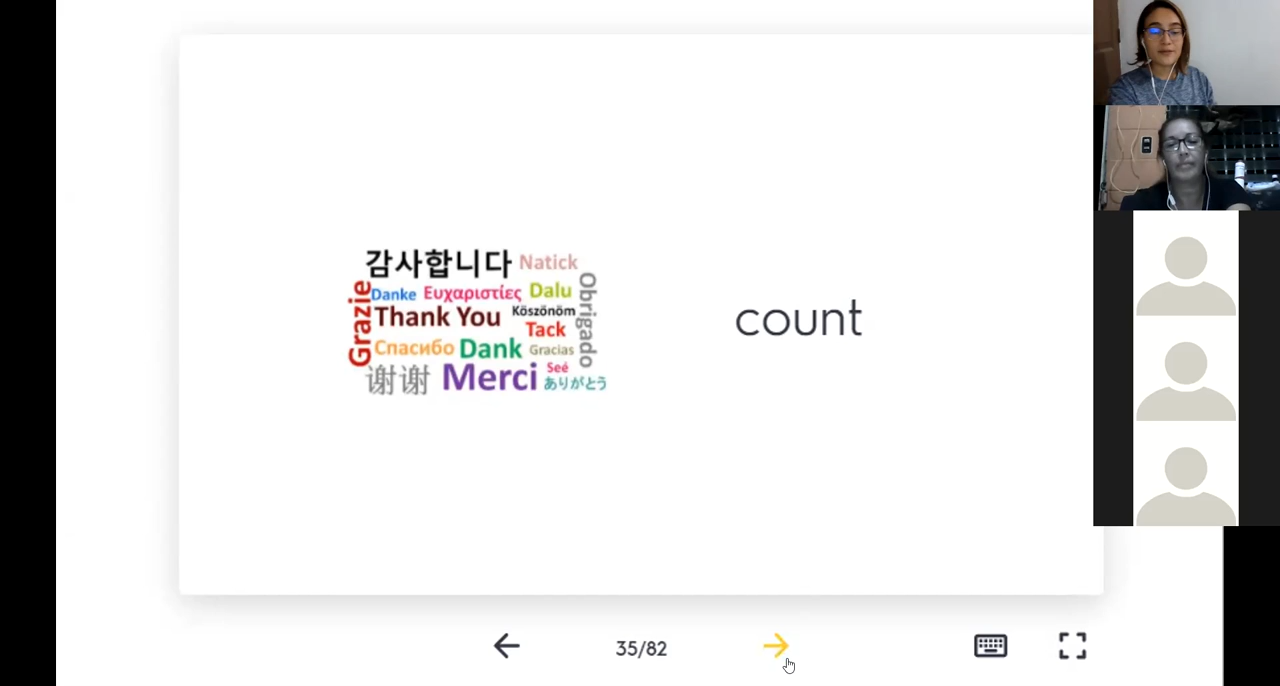 감사합니다 Natick
Grazie
Danke Ευχαριστίες Dalu
Obrigado
Thank You Köszönöm
Tack
Спасибо Dank Gracias
谢谢 Merci Seé
ありがとう
count
35/82